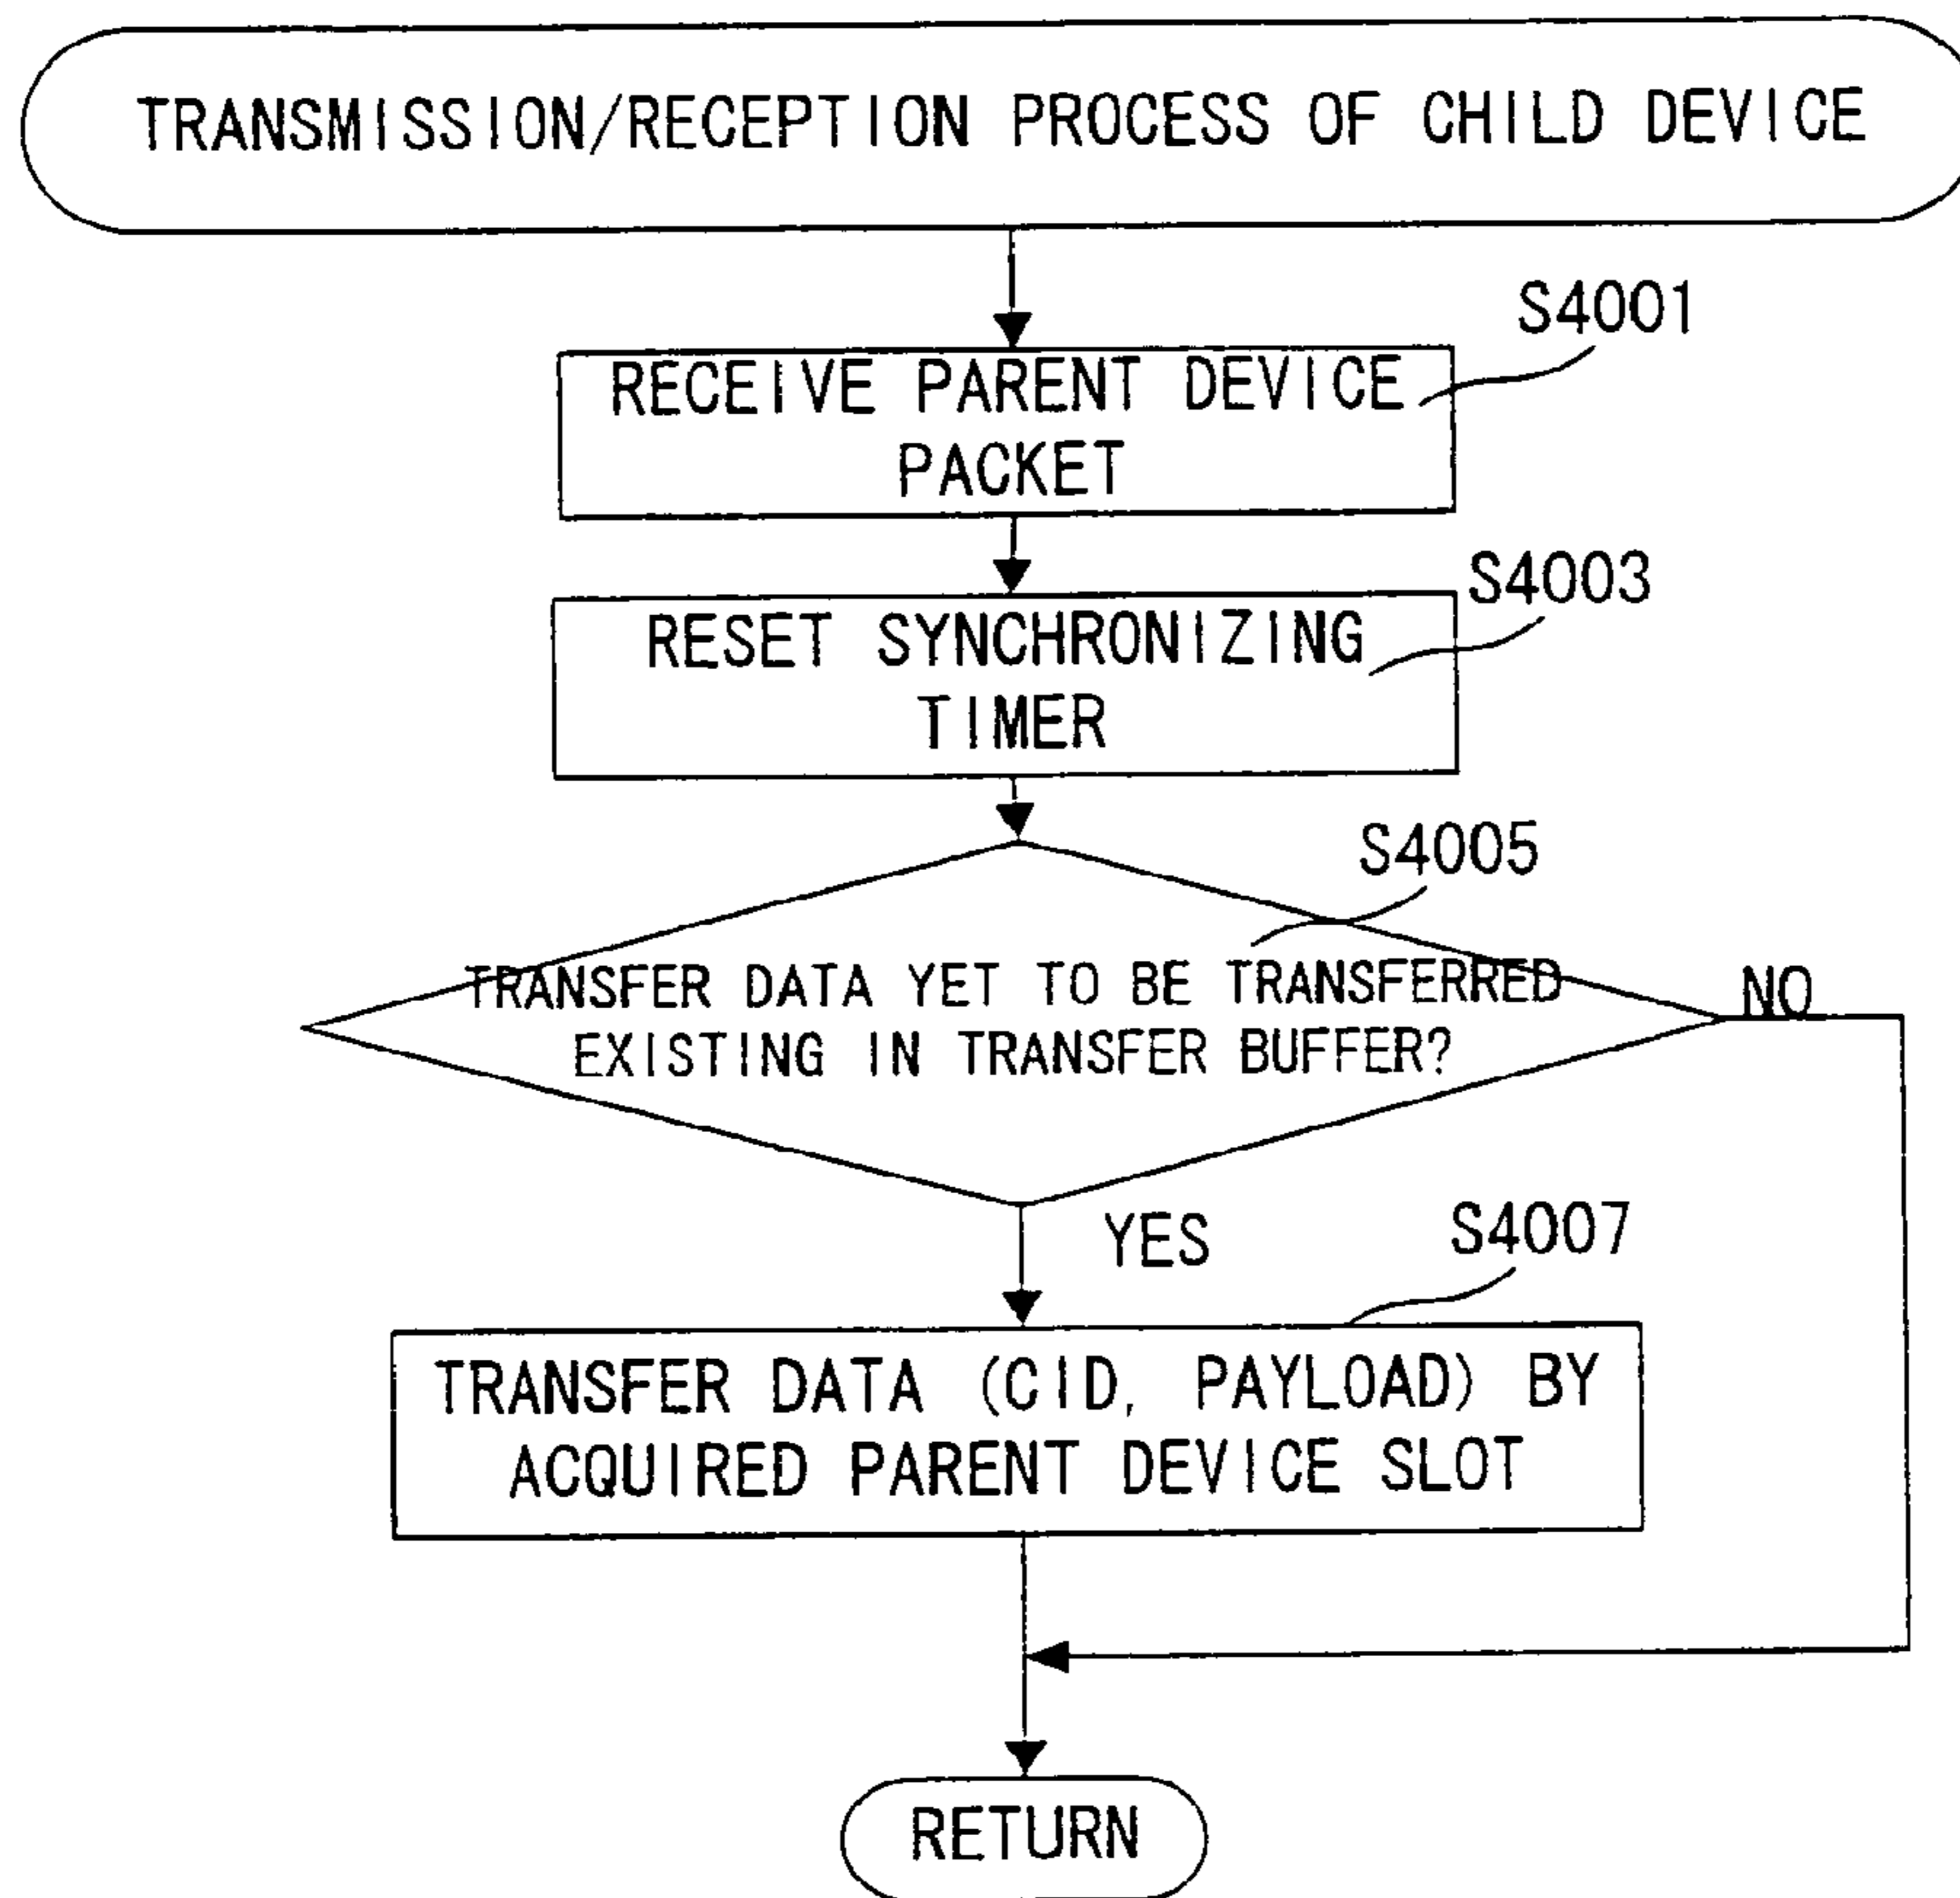 TRANSMISSION/RECEPTION PROCESS OF CHILD DEVICE
S4001
RECEIVE PARENT DEVICE
PACKET
S4003
RESET SYNCHRONIZING
TIMER
S4005
TRANSFER DATA YET TO BE TRANSFERRED
EXISTING IN TRANSFER BUFFER?
NO
YES
S4007
TRANSFER DATA (CID, PAYLOAD) BY
ACQUIRED PARENT DEVICE SLOT
RETURN